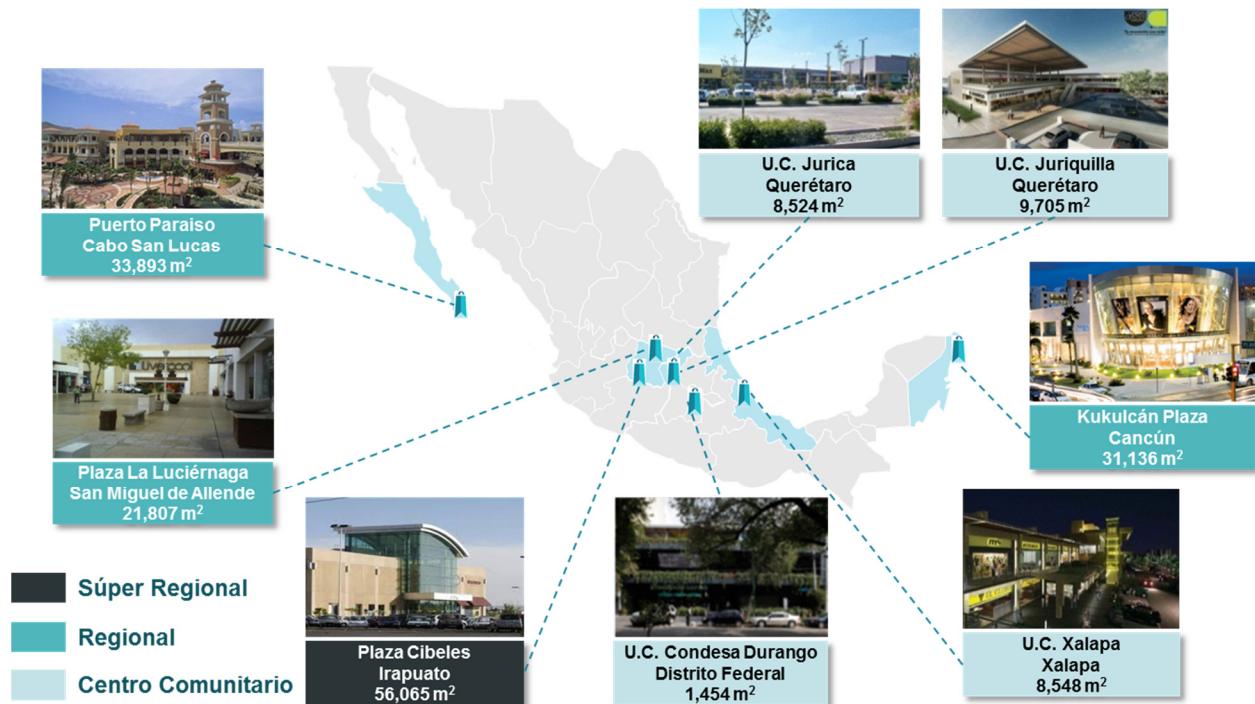 U.C. Jurica
Querétaro
8,524 m²
U.C. Juriquilla
Querétaro
9,705 m²
Puerto Paraiso
Cabo San Lucas
33,893 m²
Kukulcán Plaza
Cancún
31,136 m²
Liverpool
Plaza La Luciérnaga
San Miguel de Allende
21,807 m²
Plaza Cibeles
Irapuato
56,065 m²
U.C. Condesa Durango
Distrito Federal
1,454 m²
U.C. Xalapa
Xalapa
8,548 m²
Súper Regional
Regional
Centro Comunitario